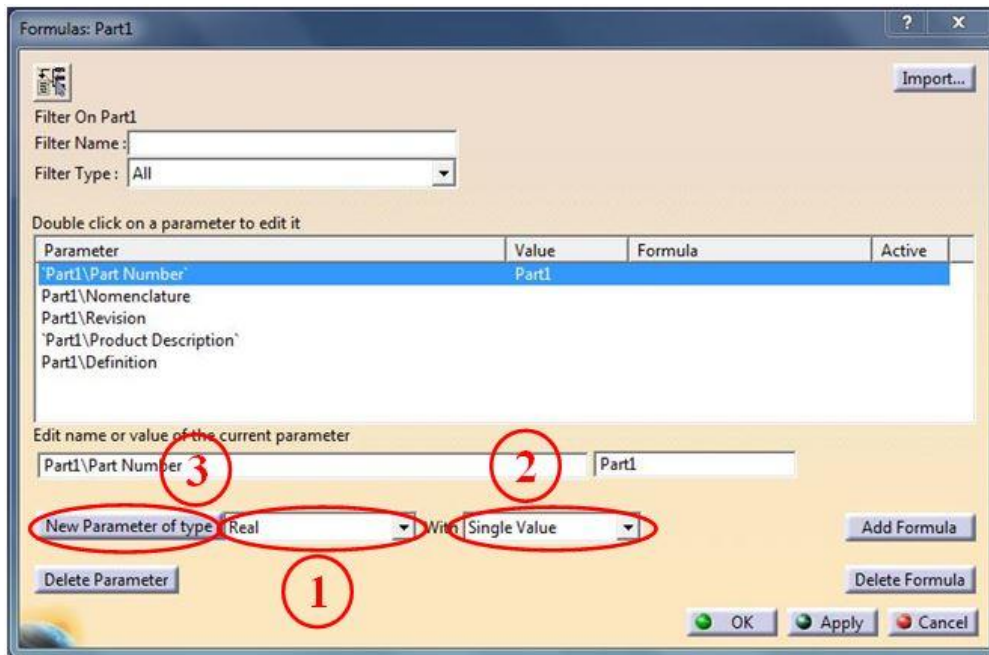 Formulas: Part1
? X
Import...
Filter On Part1
Filter Name :
Filter Type : All
Double click on a parameter to edit it
Parameter Value Formula Active
`Part1\Part Number` Part1
Part1\Nomenclature
Part1\Revision
`Part1\Product Description`
Part1\Definition
Edit name or value of the current parameter
Part1\Part Number Part1
3 2
New Parameter of type Real With Single Value Add Formula
1
Delete Parameter Delete Formula
OK Apply Cancel